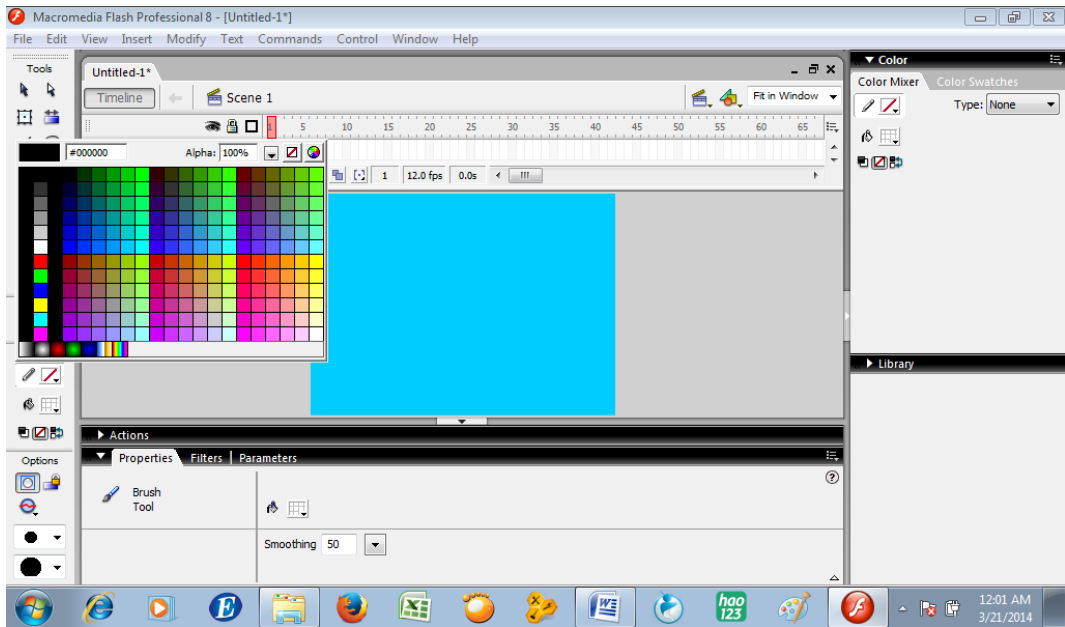 Macromedia Flash Professional 8 - [Untitled-1*]
File Edit View Insert Modify Text Commands Control Window Help
Tools
Untitled-1*
Timeline
Scene 1
Fit in Window
1 5 10 15 20 25 30 35 40 45 50 55 60 65
#000000 Alpha: 100%
1 12.0 fps 0.0s
Color
Color Mixer Color Swatches
Type: None
Library
Actions
Properties Filters Parameters
Options
Brush
Tool
Smoothing 50
hao
123
12:01 AM
3/21/2014